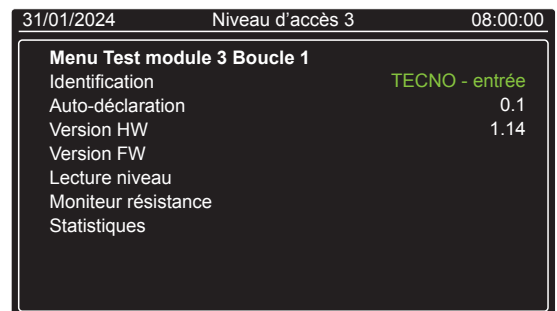 31/01/2024 Niveau d'accès 3 08:00:00
Menu Test module 3 Boucle 1
Identification TECNO - entrée
Auto-déclaration 0.1
Version HW 1.14
Version FW
Lecture niveau
Moniteur résistance
Statistiques